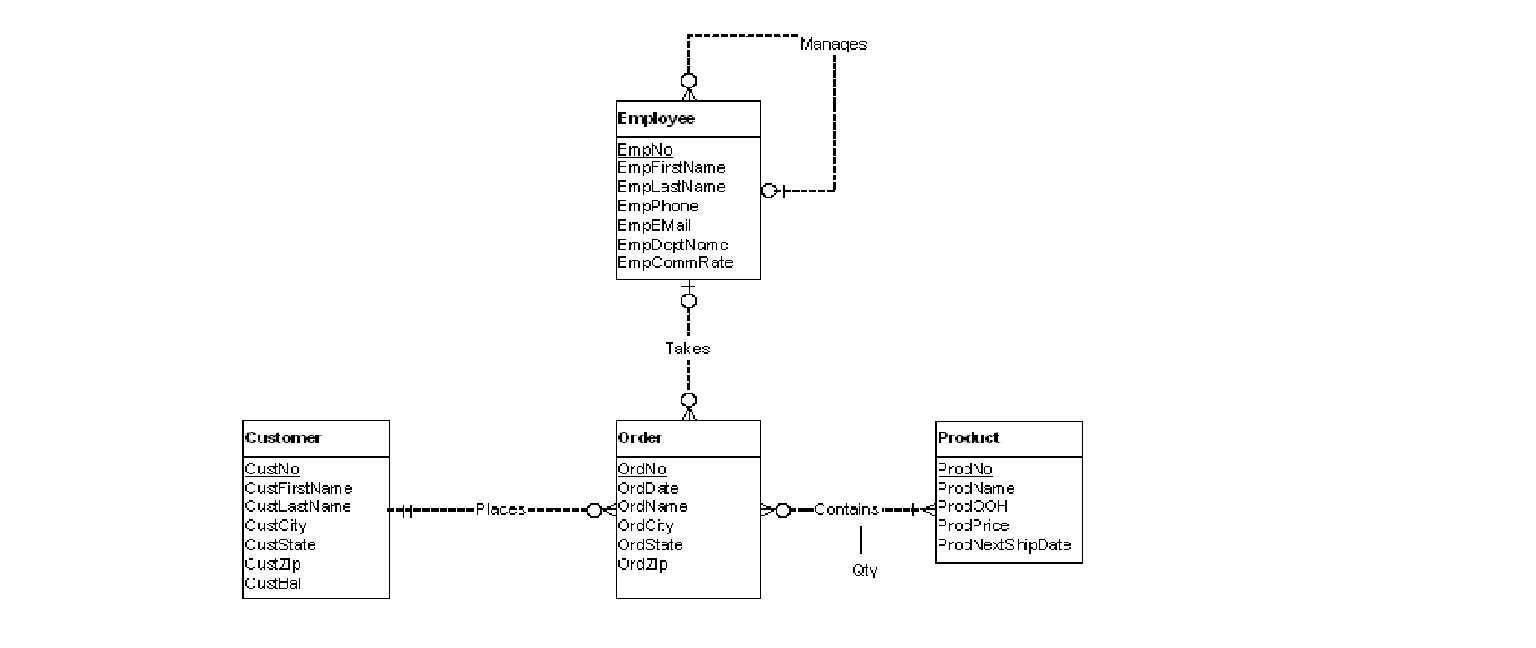 Manages
Employee
EmpNo
EmpFirstName
EmpLastName
EmpPhone
EmpEMail
EmpDeptName
EmpCommRate
Takes
Customer
CustNo
CustFirstName
CustLastName
CustCity
CustState
CustZip
CustBal
Places
Order
OrdNo
OrdDate
OrdName
OrdCity
OrdState
OrdZip
Contains
Qty
Product
ProdNo
ProdName
ProdQOH
ProdPrice
ProdNextShipDate